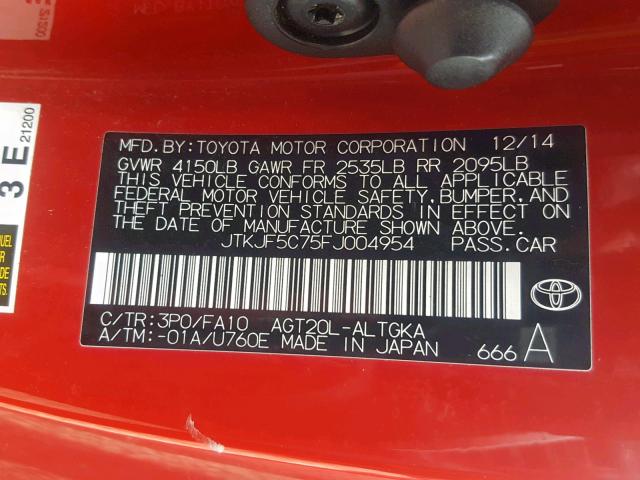 MFD.BY:TOYOTA MOTOR CORPORATION 12/14
GVWR 4150LB GAWR FR 2535LB RR 2095LB
THIS VEHICLE CONFORMS TO ALL APPLICABLE
FEDERAL MOTOR VEHICLE SAFETY,BUMPER,AND
THEFT PREVENTION STANDARDS IN EFFECT ON
THE DATE OF MANUFACTURE SHOWN ABOVE.
JTKJF5C75FJ004954 PASS.CAR
C/TR:3P0/FA10 AGT20L-ALTGKA
A/TM:-01A/U760E MADE IN JAPAN
666 A
3 E
21200